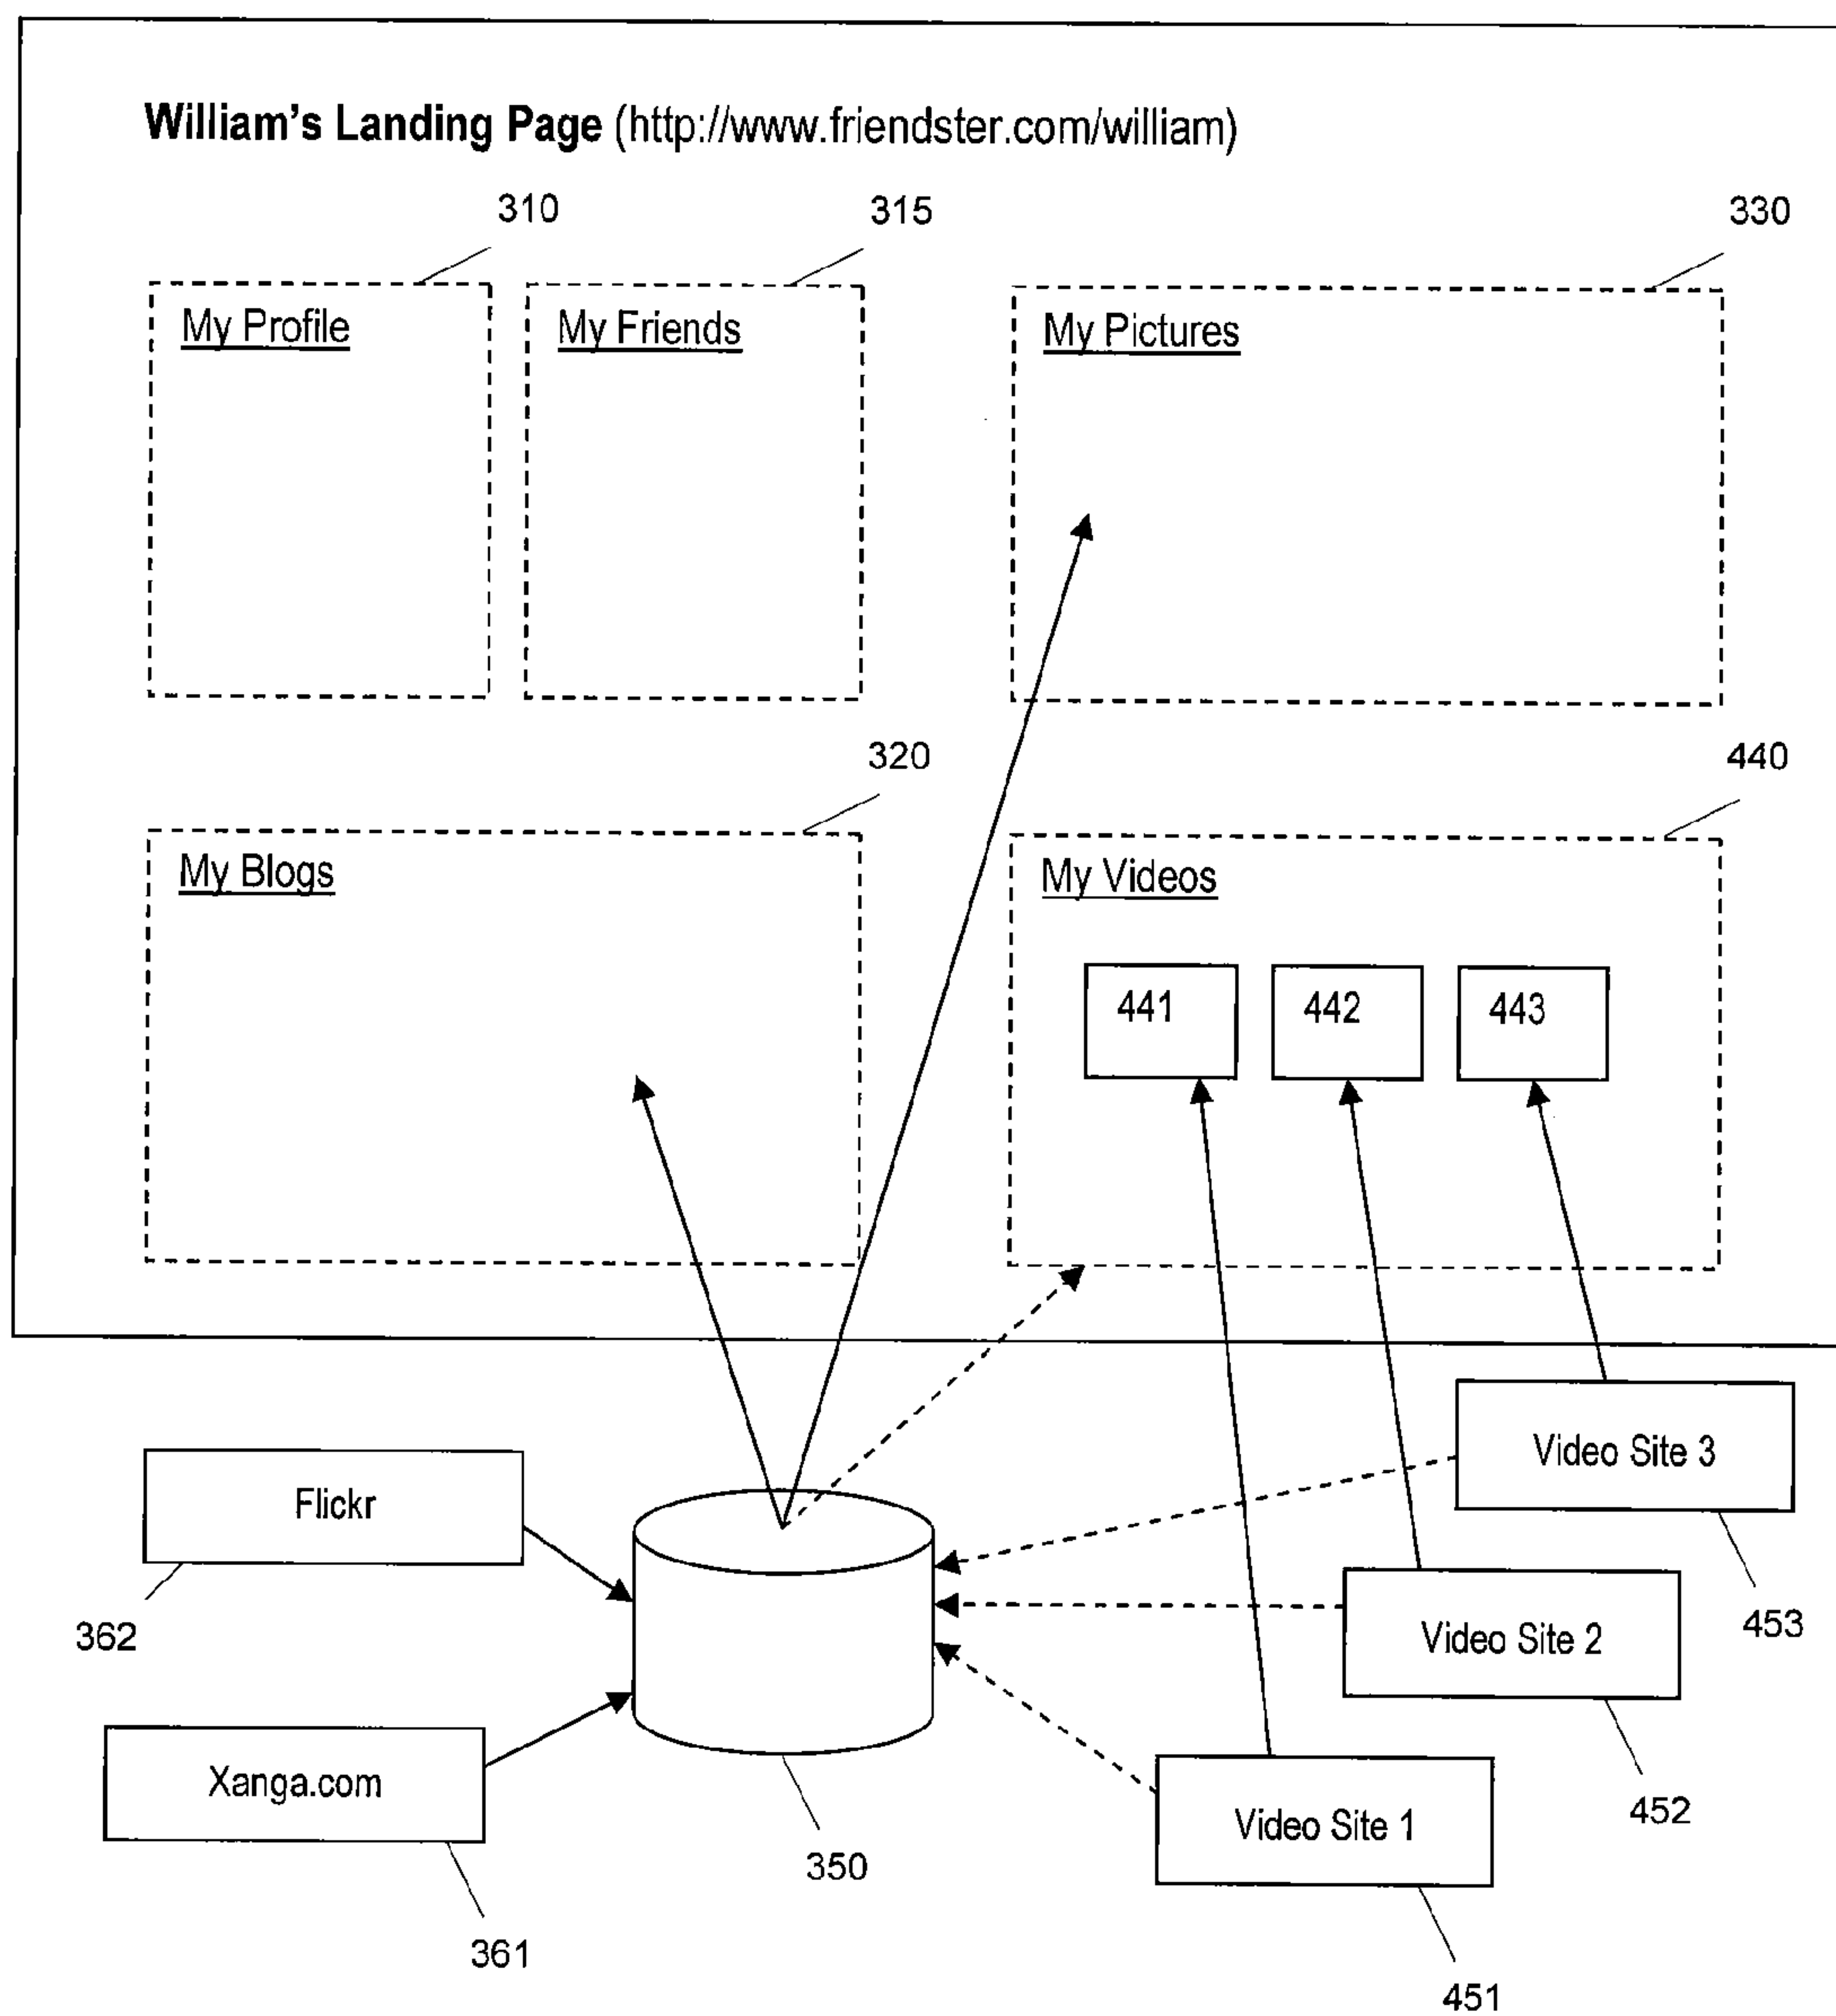 William's Landing Page (http://www.friendster.com/william)
310
315
330
My Profile
My Friends
My Pictures
320
440
My Blogs
My Videos
441
442
443
Flickr
362
Xanga.com
361
350
Video Site 3
453
Video Site 2
452
Video Site 1
451